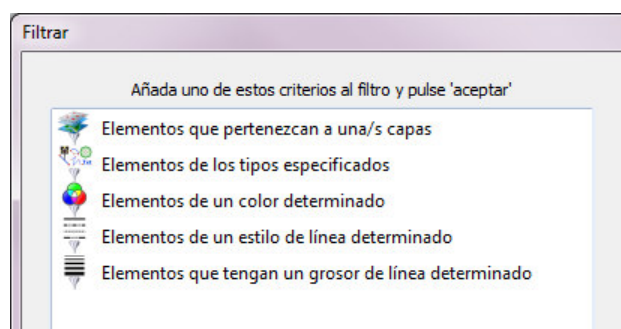 Filtrar
Añada uno de estos criterios al filtro y pulse 'aceptar'
Elementos que pertenezcan a una/s capas
Elementos de los tipos especificados
Elementos de un color determinado
Elementos de un estilo de línea determinado
Elementos que tengan un grosor de línea determinado